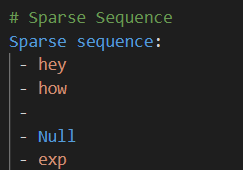 # Sparse Sequence
Sparse sequence:
- hey
- how
-
- Null
- exp